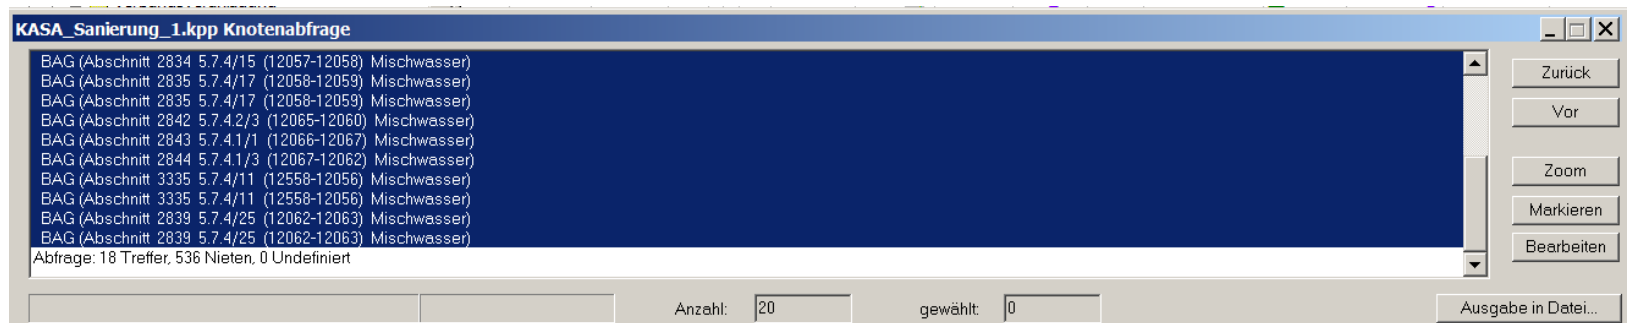 KASA_Sanierung_1.kpp Knotenabfrage
BAG (Abschnitt 2834 5.7.4/15 (12057-12058) Mischwasser)
BAG (Abschnitt 2835 5.7.4/17 (12058-12059) Mischwasser)
BAG (Abschnitt 2835 5.7.4/17 (12058-12059) Mischwasser)
BAG (Abschnitt 2842 5.7.4.2/3 (12065-12060) Mischwasser)
BAG (Abschnitt 2843 5.7.4.1/1 (12066-12067) Mischwasser)
BAG (Abschnitt 2844 5.7.4.1/3 (12067-12062) Mischwasser)
BAG (Abschnitt 3335 5.7.4/11 (12558-12056) Mischwasser)
BAG (Abschnitt 3335 5.7.4/11 (12558-12056) Mischwasser)
BAG (Abschnitt 2839 5.7.4/25 (12062-12063) Mischwasser)
BAG (Abschnitt 2839 5.7.4/25 (12062-12063) Mischwasser)
Abfrage: 18 Treffer, 536 Nieten, 0 Undefiniert
Zurück
Vor
Zoom
Markieren
Bearbeiten
Anzahl: 20 gewählt: 0 Ausgabe in Datei...